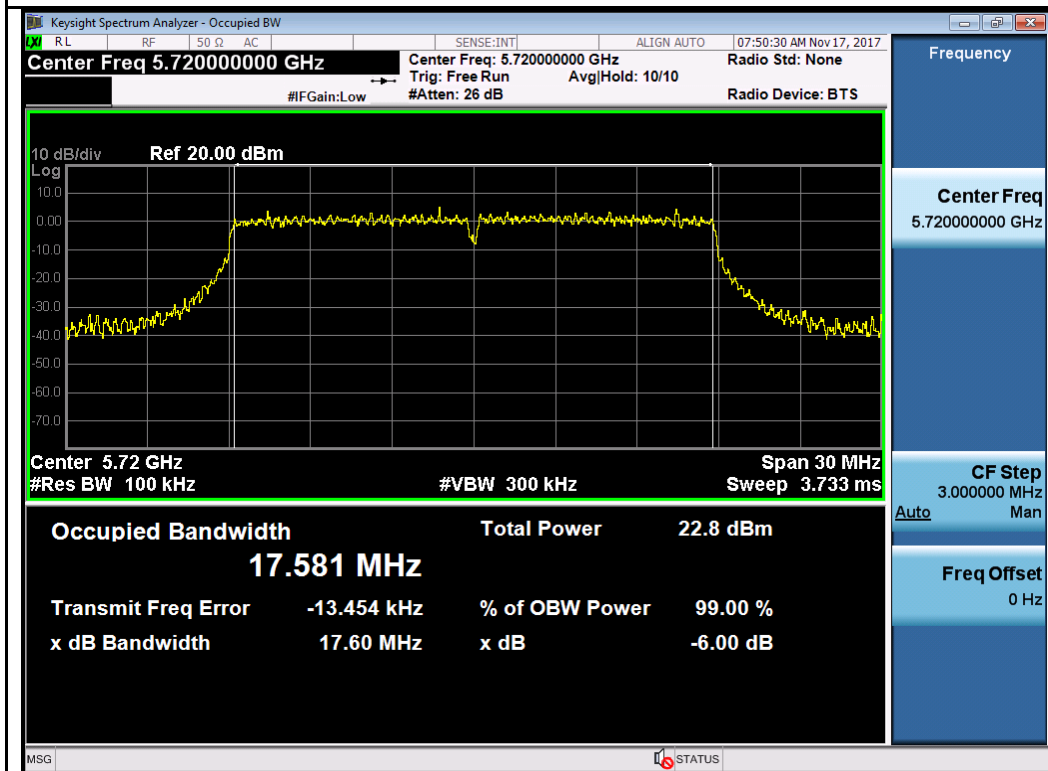 Keysight Spectrum Analyzer - Occupied BW
LXI RL RF 50 Ω AC SENSE:INT ALIGN AUTO 07:50:30 AM Nov 17, 2017
Center Freq 5.720000000 GHz Center Freq: 5.720000000 GHz Radio Std: None
Trig: Free Run Avg|Hold: 10/10
#IFGain:Low #Atten: 26 dB Radio Device: BTS
10 dB/div Ref 20.00 dBm
Log
10.0
0.00
-10.0
-20.0
-30.0
-40.0
-50.0
-60.0
-70.0
Center 5.72 GHz Span 30 MHz
#Res BW 100 kHz #VBW 300 kHz Sweep 3.733 ms
Occupied Bandwidth Total Power 22.8 dBm
17.581 MHz
Transmit Freq Error -13.454 kHz % of OBW Power 99.00 %
x dB Bandwidth 17.60 MHz x dB -6.00 dB
Frequency
Center Freq
5.720000000 GHz
CF Step
3.000000 MHz
Auto Man
Freq Offset
0 Hz
MSG STATUS